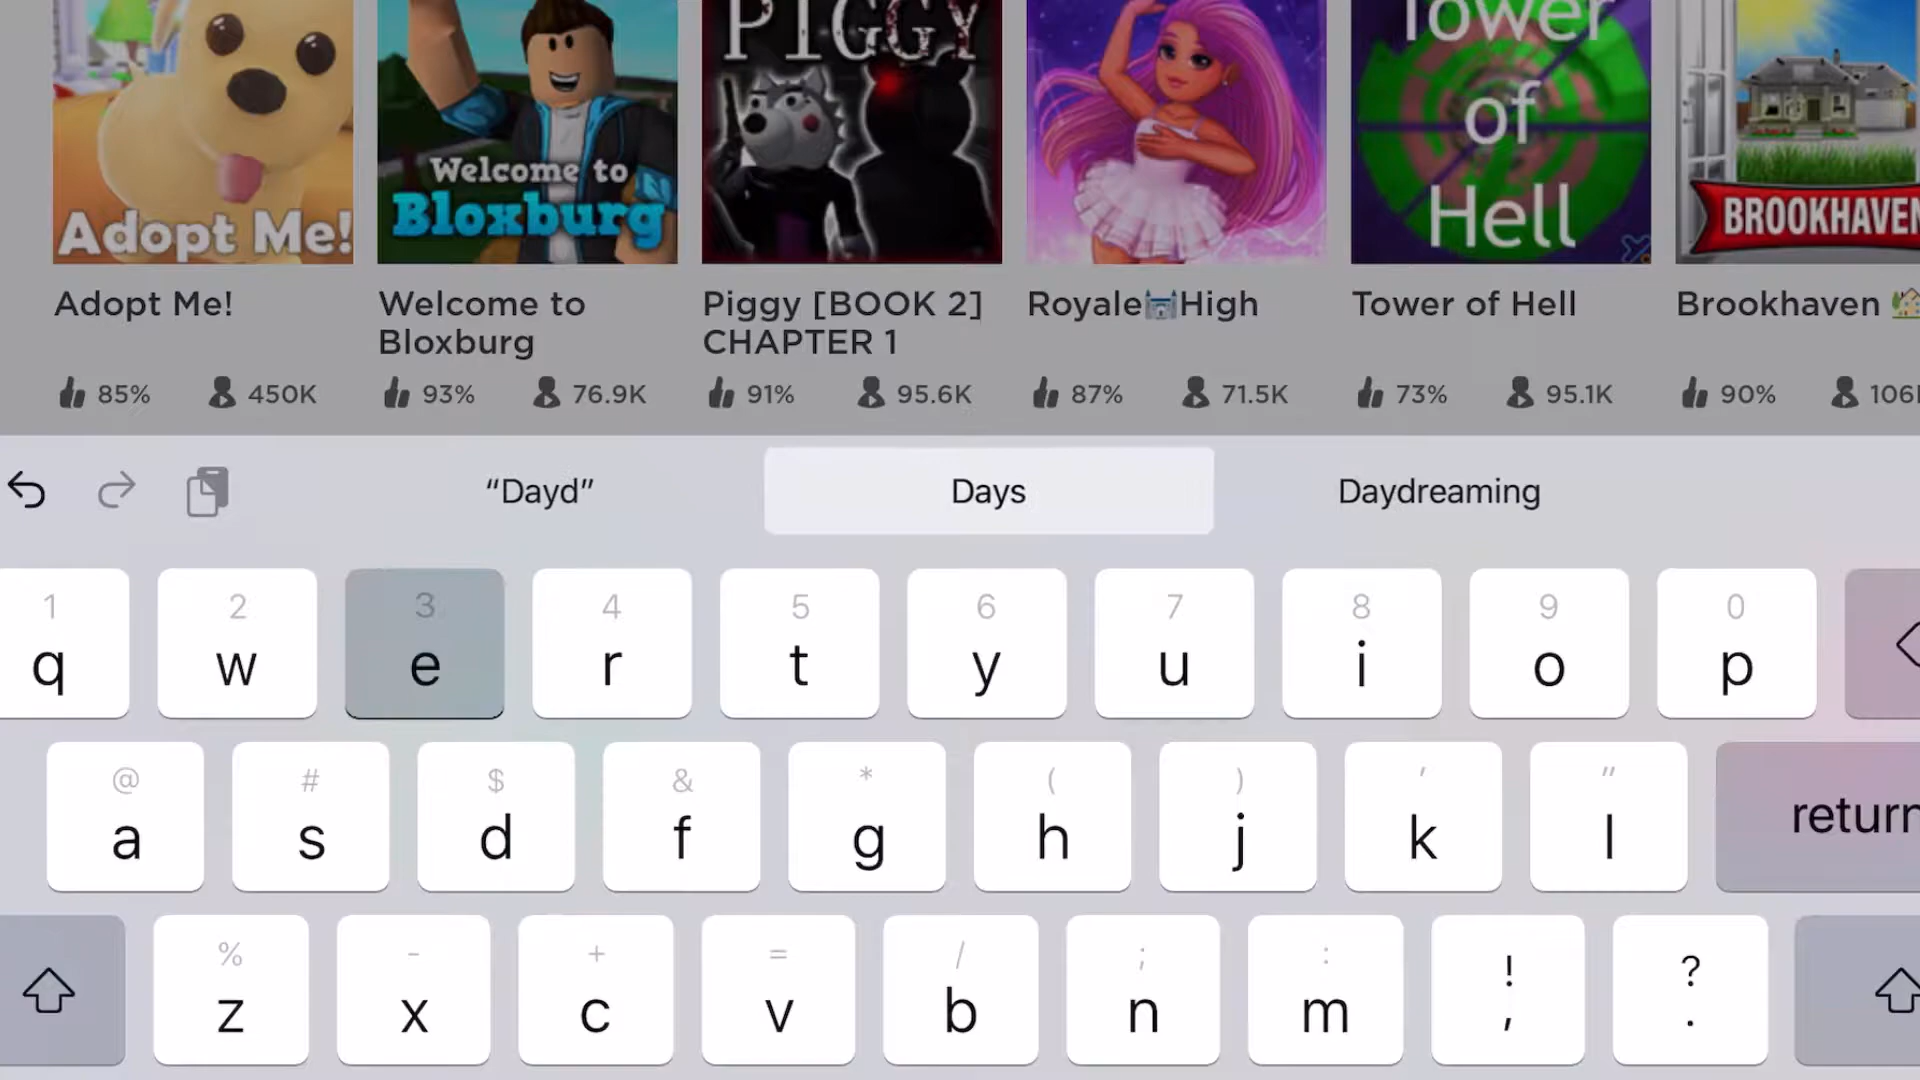 Adopt Me!
Welcome to
Bloxburg
PIGGY
Tower
of
Hell
BROOKHAVEN
Adopt Me!
Welcome to
Bloxburg
Piggy [BOOK 2]
CHAPTER 1
Royale🏰High
Tower of Hell
Brookhaven 🏡
85% 450K 93% 76.9K 91% 95.6K 87% 71.5K 73% 95.1K 90% 106
“Dayd” Days Daydreaming
1 2 3 4 5 6 7 8 9 0
q w e r t y u i o p
@ # $ & * ( ) ' "
a s d f g h j k l return
% - + = / ; : ! ?
z x c v b n m , .